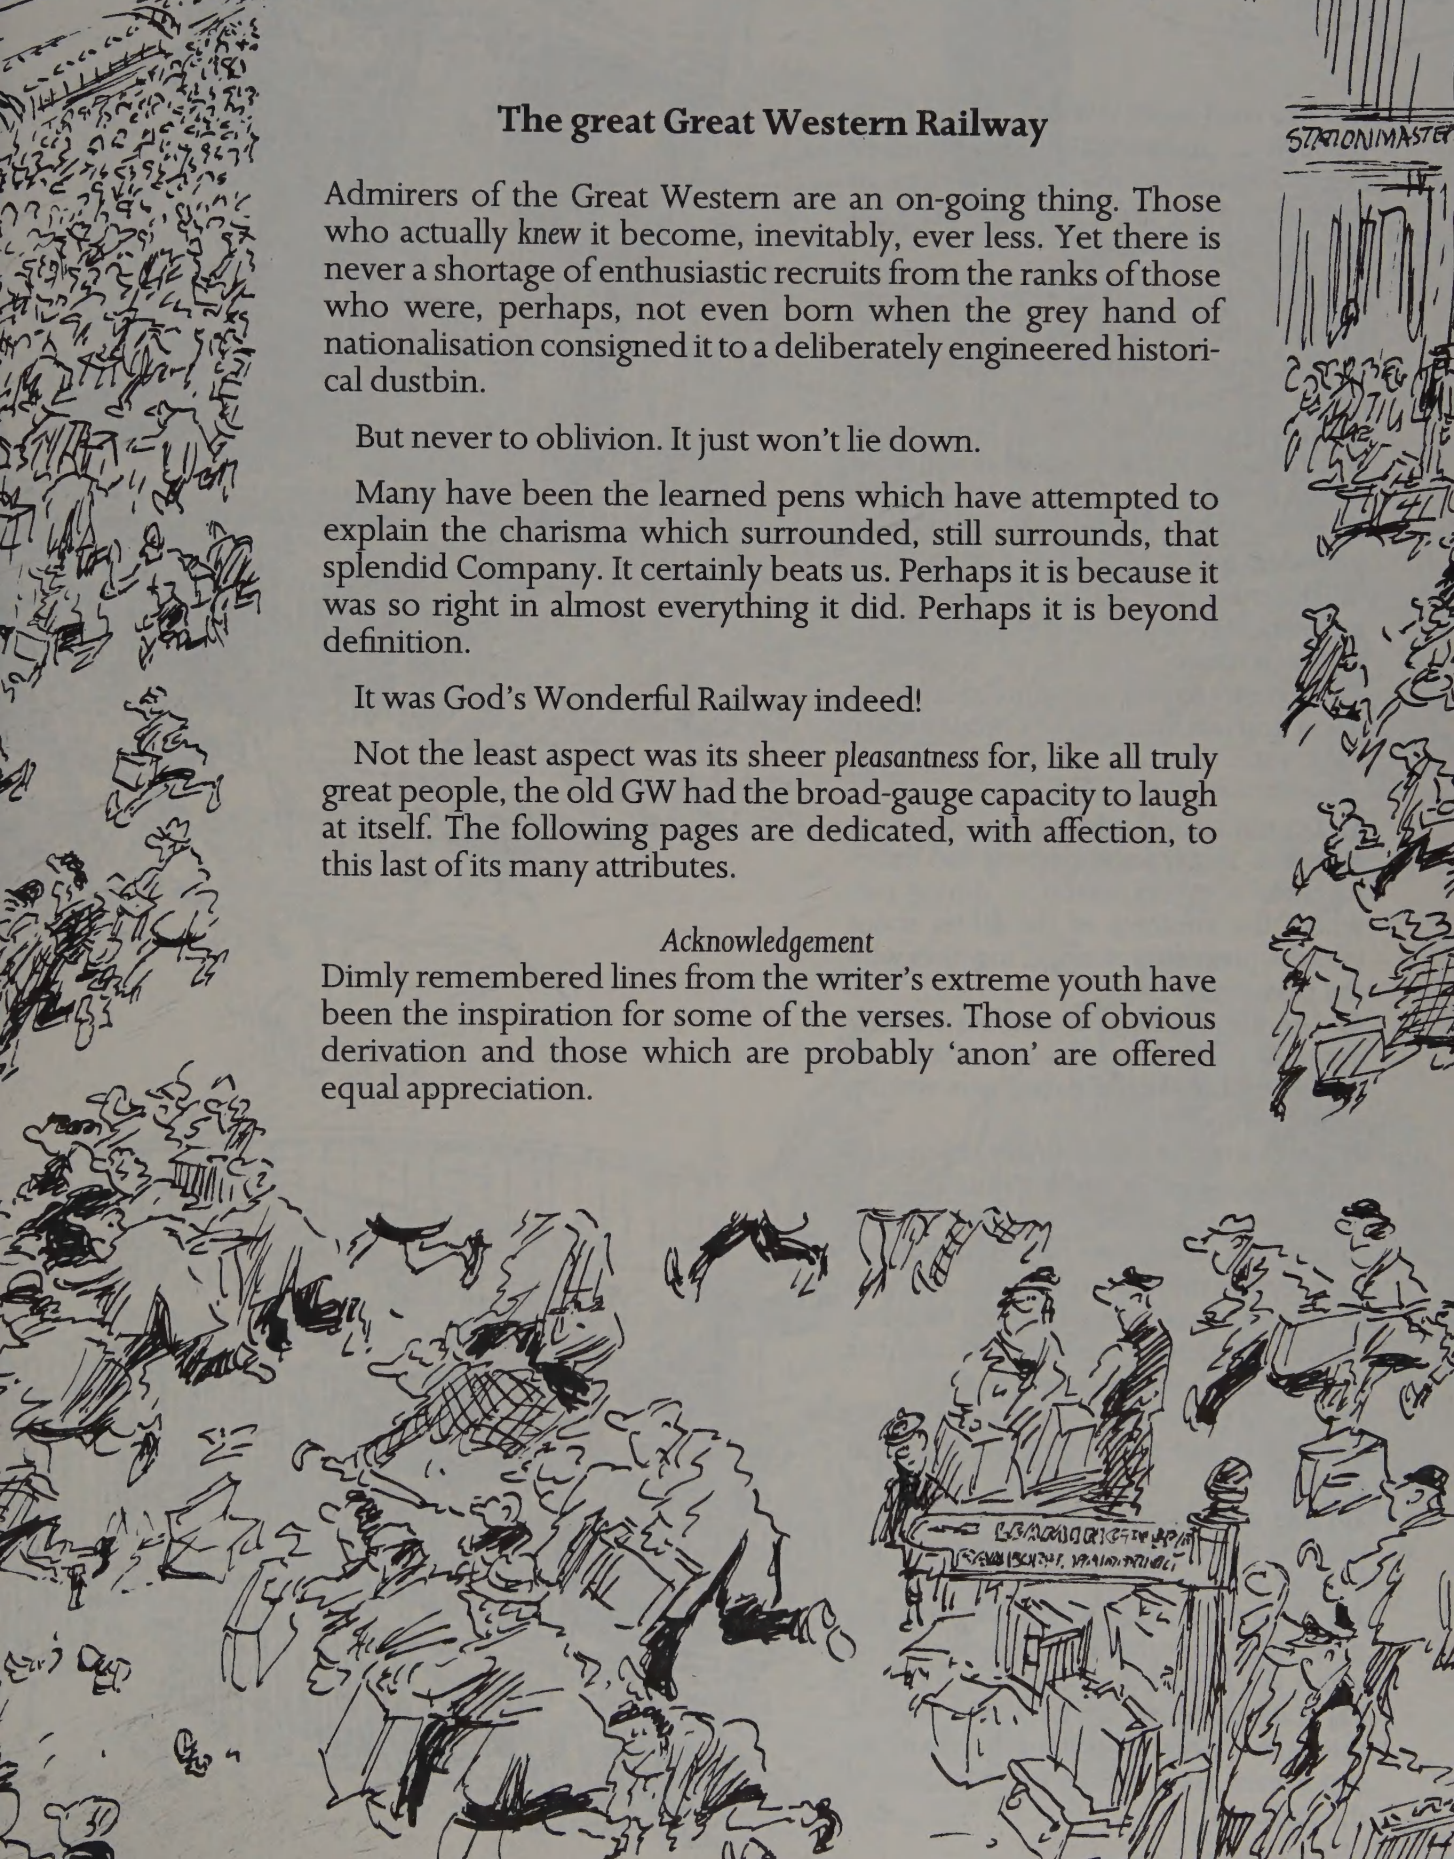 The great Great Western Railway
STATIONMASTER
Admirers of the Great Western are an on-going thing. Those
who actually knew it become, inevitably, ever less. Yet there is
never a shortage of enthusiastic recruits from the ranks of those
who were, perhaps, not even born when the grey hand of
nationalisation consigned it to a deliberately engineered histori-
cal dustbin.
But never to oblivion. It just won't lie down.
Many have been the learned pens which have attempted to
explain the charisma which surrounded, still surrounds, that
splendid Company. It certainly beats us. Perhaps it is because it
was so right in almost everything it did. Perhaps it is beyond
definition.
It was God's Wonderful Railway indeed!
Not the least aspect was its sheer pleasantness for, like all truly
great people, the old GW had the broad-gauge capacity to laugh
at itself. The following pages are dedicated, with affection, to
this last of its many attributes.
Acknowledgement
Dimly remembered lines from the writer's extreme youth have
been the inspiration for some of the verses. Those of obvious
derivation and those which are probably 'anon' are offered
equal appreciation.